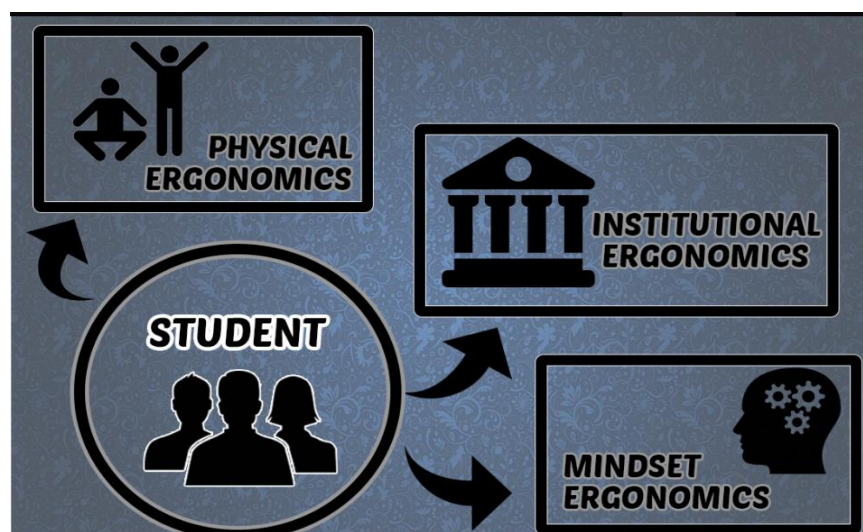 PHYSICAL
ERGONOMICS
INSTITUTIONAL
ERGONOMICS
STUDENT
MINDSET
ERGONOMICS